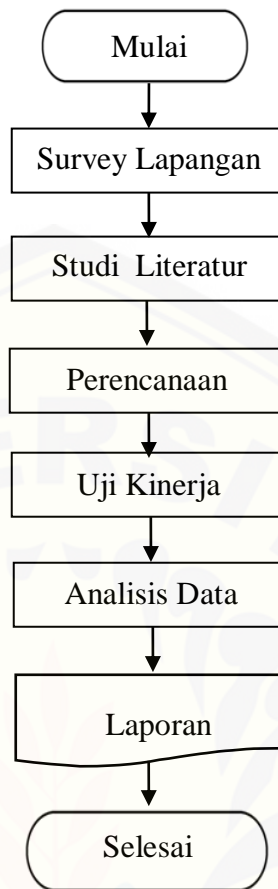 Mulai
Survey Lapangan
Studi Literatur
Perencanaan
Uji Kinerja
Analisis Data
Laporan
Selesai